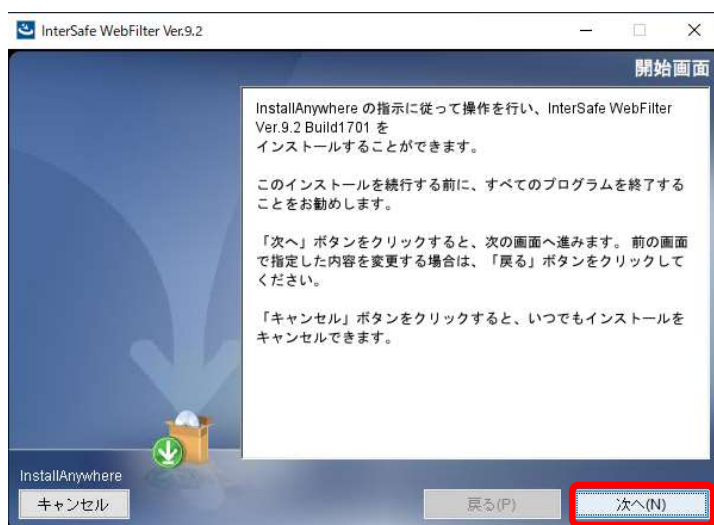 InterSafe WebFilter Ver.9.2
開始画面
InstallAnywhere の指示に従って操作を行い、InterSafe WebFilter
Ver.9.2 Build1701 を
インストールすることができます。
このインストールを続行する前に、すべてのプログラムを終了する
ことをお勧めします。
「次へ」ボタンをクリックすると、次の画面へ進みます。 前の画面
で指定した内容を変更する場合は、「戻る」ボタンをクリックして
ください。
「キャンセル」ボタンをクリックすると、いつでもインストールを
キャンセルできます。
InstallAnywhere
キャンセル
戻る(P)
次へ(N)